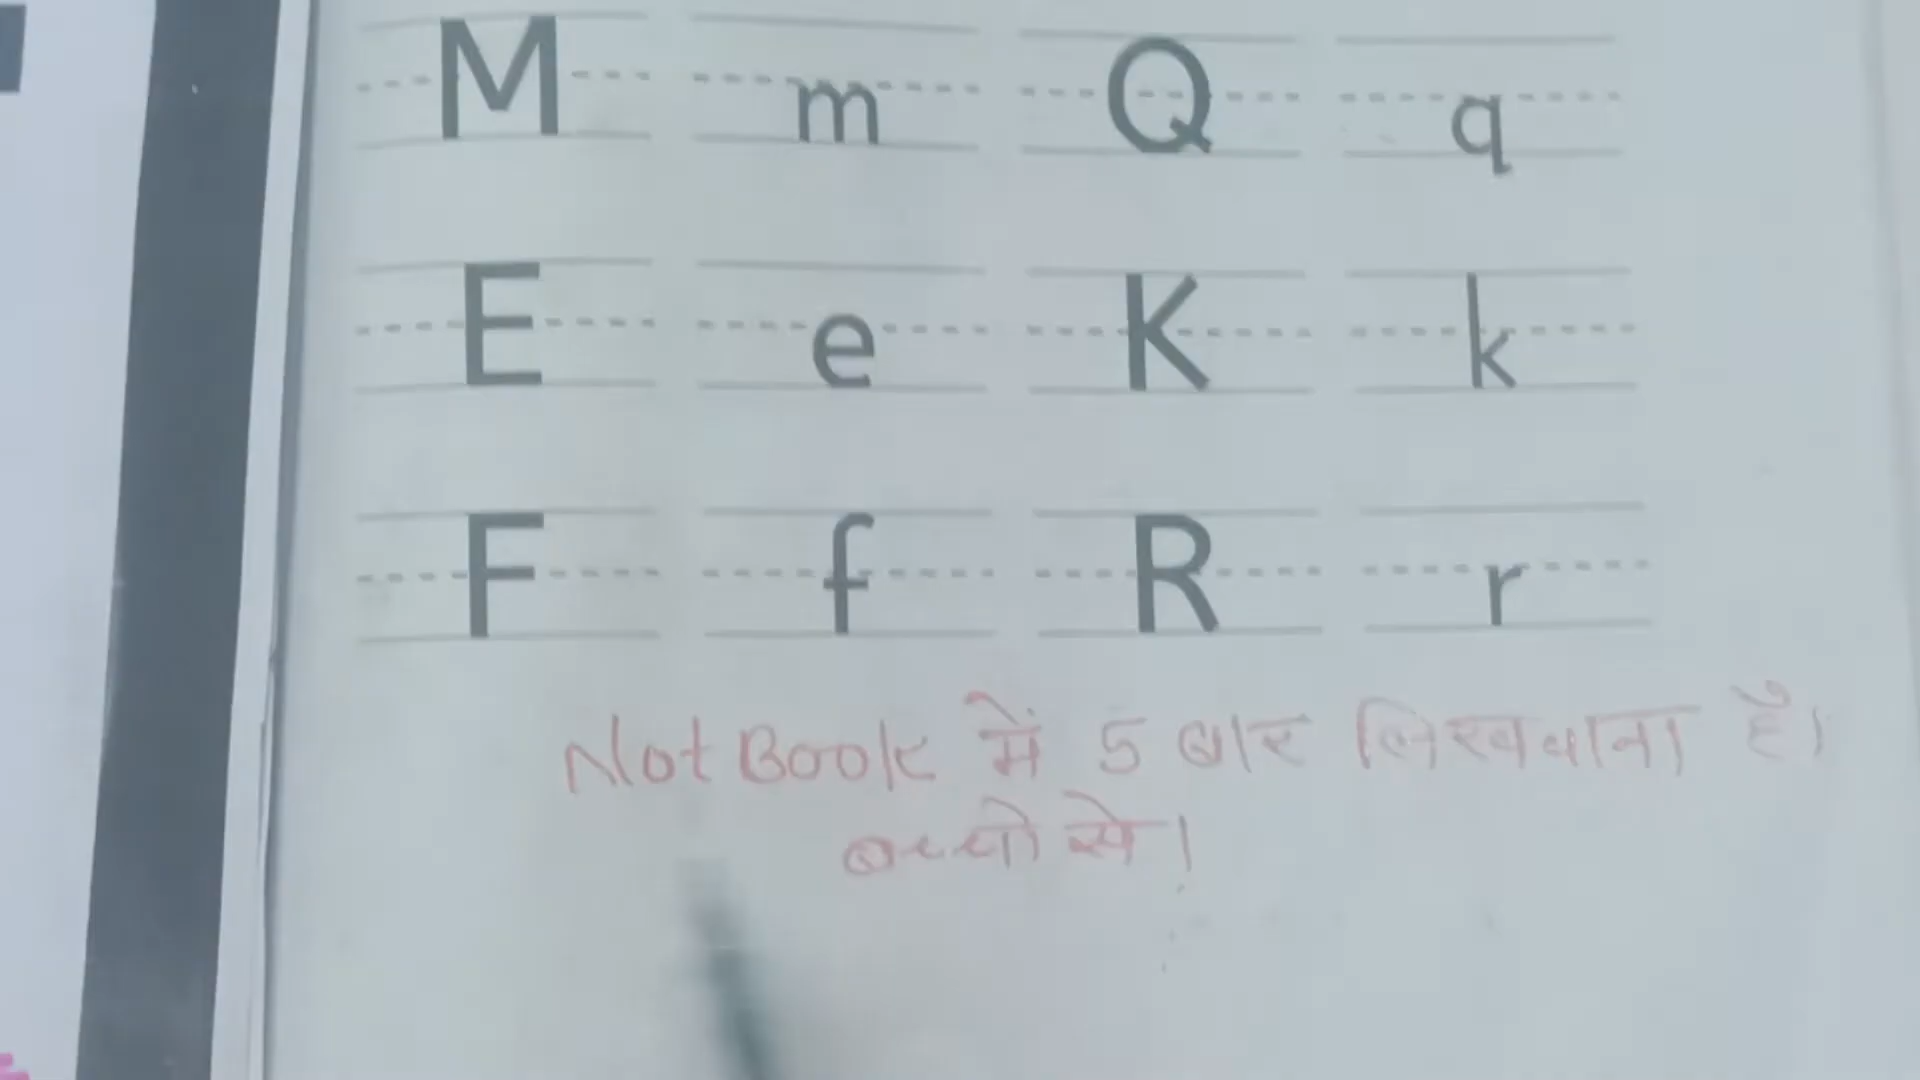 M m Q q
E e K k
F f R r
Not Book में 5 बार लिखवाना है।
बच्चो से।